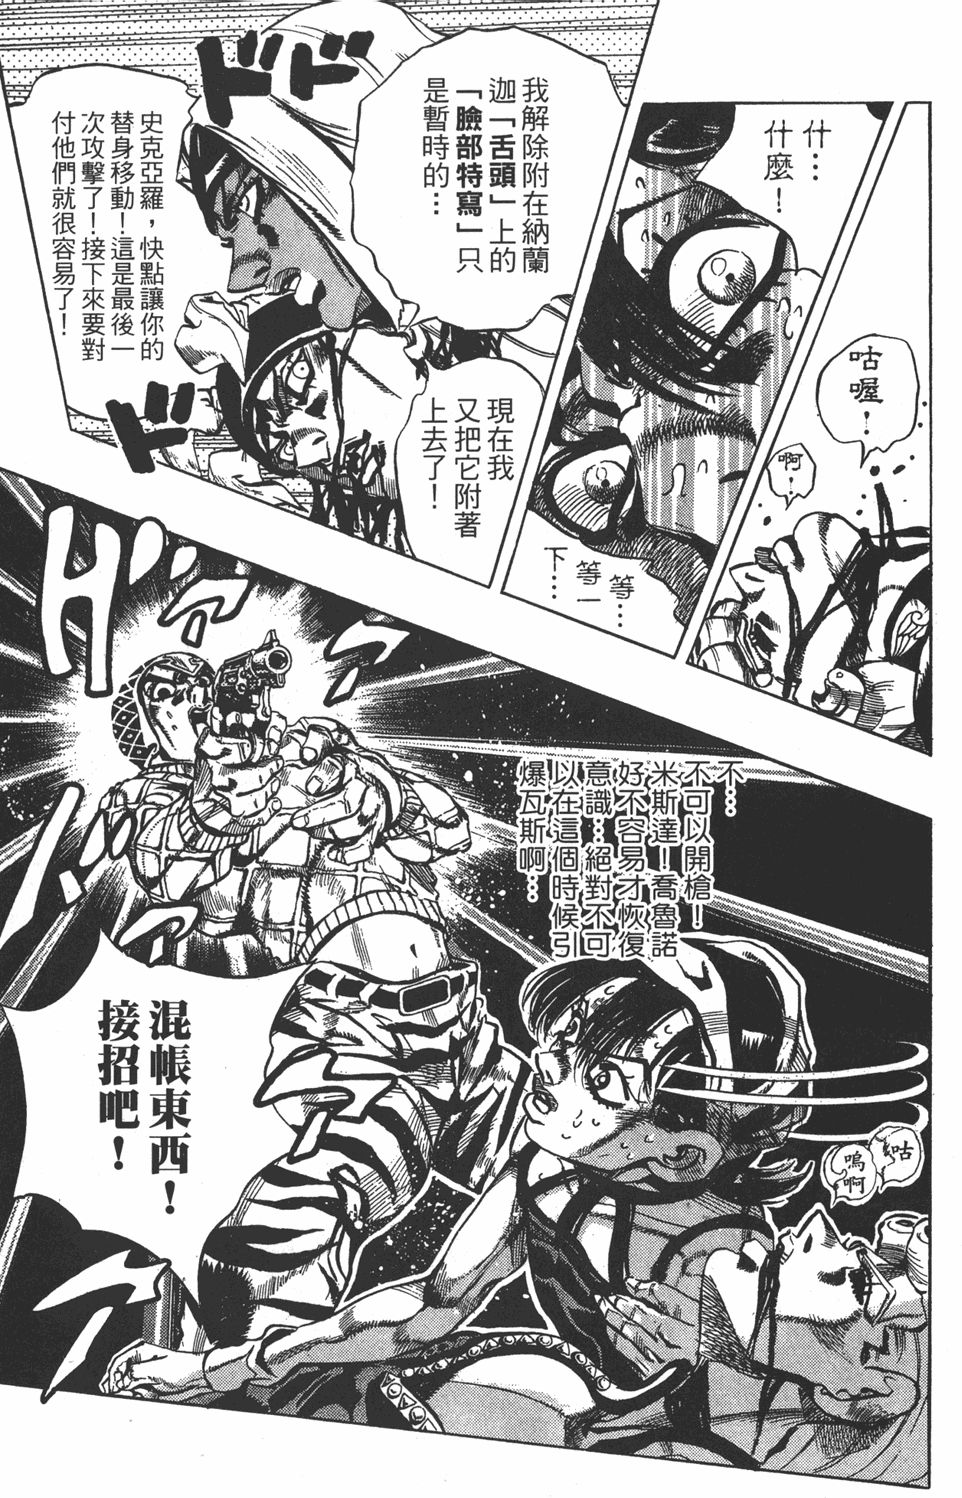 咕喔！
啊！
什…
什麼！
等…
等一
下…
我解除附在納蘭
迦「舌頭」上的
「臉部特寫」只
是暫時的…
現在我
又把它附著
上去了！
史克亞羅，快點讓你的
替身移動！這是最後一
次攻擊了！接下來要對
付他們就很容易了！
ドドド
ド
不…
不可以開槍！
米斯達！喬魯諾
好不容易才恢復
意識…絕對不可
以在這個時候引
爆瓦斯啊…
咕
嗚啊
混帳東西！
接招吧！